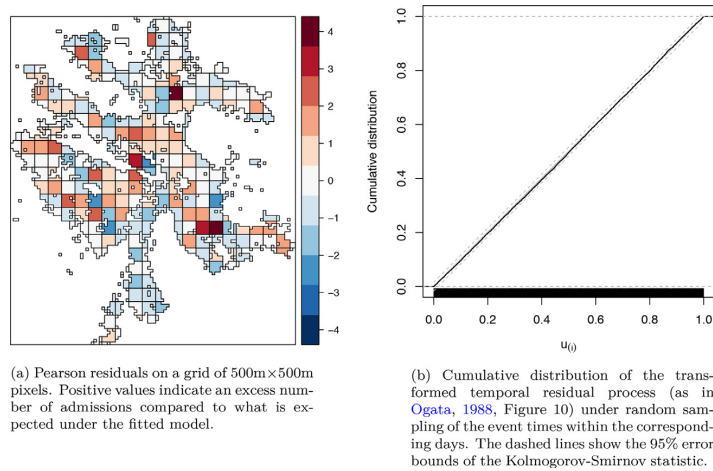 4
3
2
1
0
-1
-2
-3
-4
(a) Pearson residuals on a grid of 500m×500m
pixels. Positive values indicate an excess num-
ber of admissions compared to what is ex-
pected under the fitted model.
Cumulative distribution
1.0
0.8
0.6
0.4
0.2
0.0
0.0 0.2 0.4 0.6 0.8 1.0
u(i)
(b) Cumulative distribution of the trans-
formed temporal residual process (as in
Ogata, 1988, Figure 10) under random sam-
pling of the event times within the correspond-
ing days. The dashed lines show the 95% error
bounds of the Kolmogorov-Smirnov statistic.